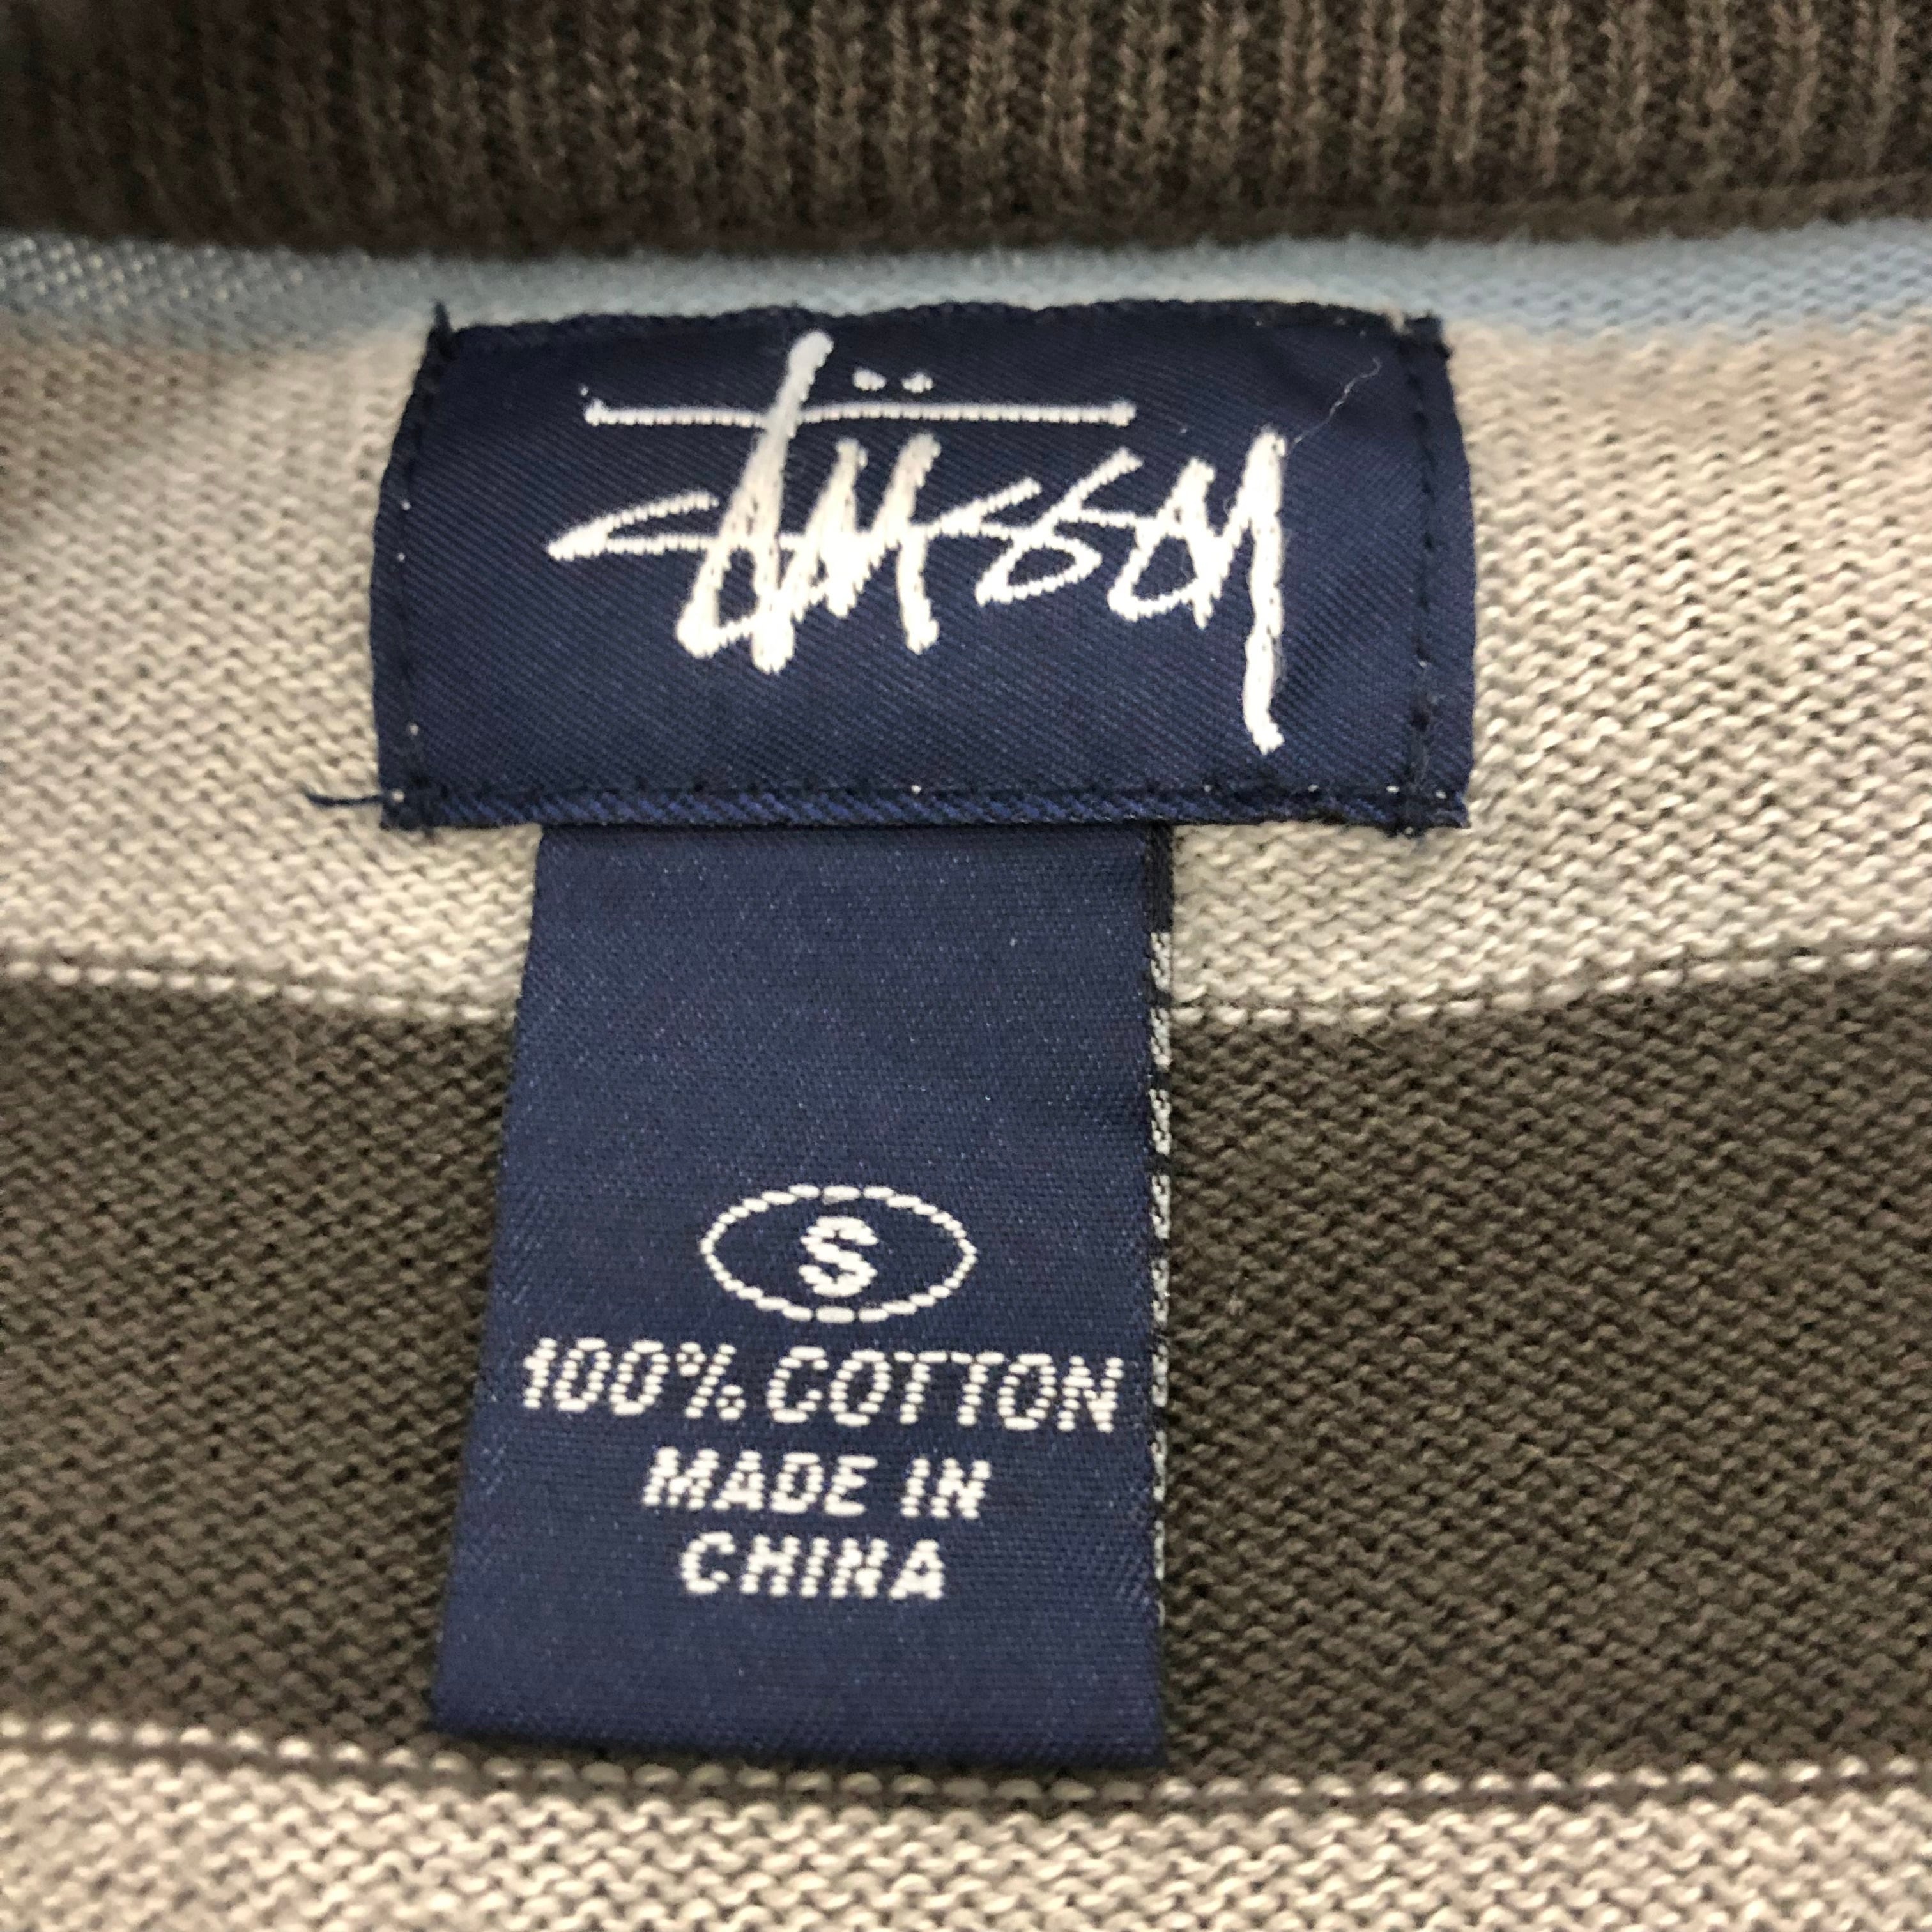 Stüssy
S
100% COTTON
MADE IN
CHINA